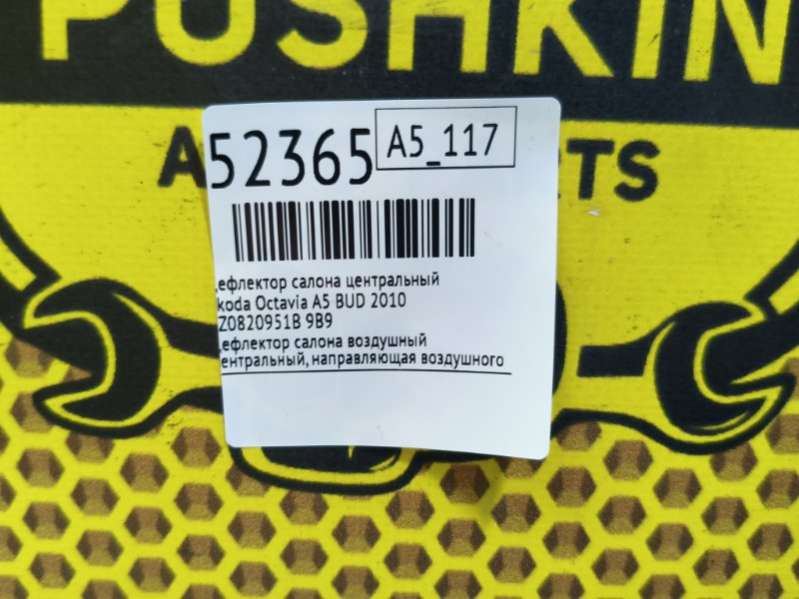 PUSHKIN
A TS
52365
A5_117
ефлектор салона центральный
koda Octavia A5 BUD 2010
Z0820951B 9B9
ефлектор салона воздушный
ентральный, направляющая воздушного